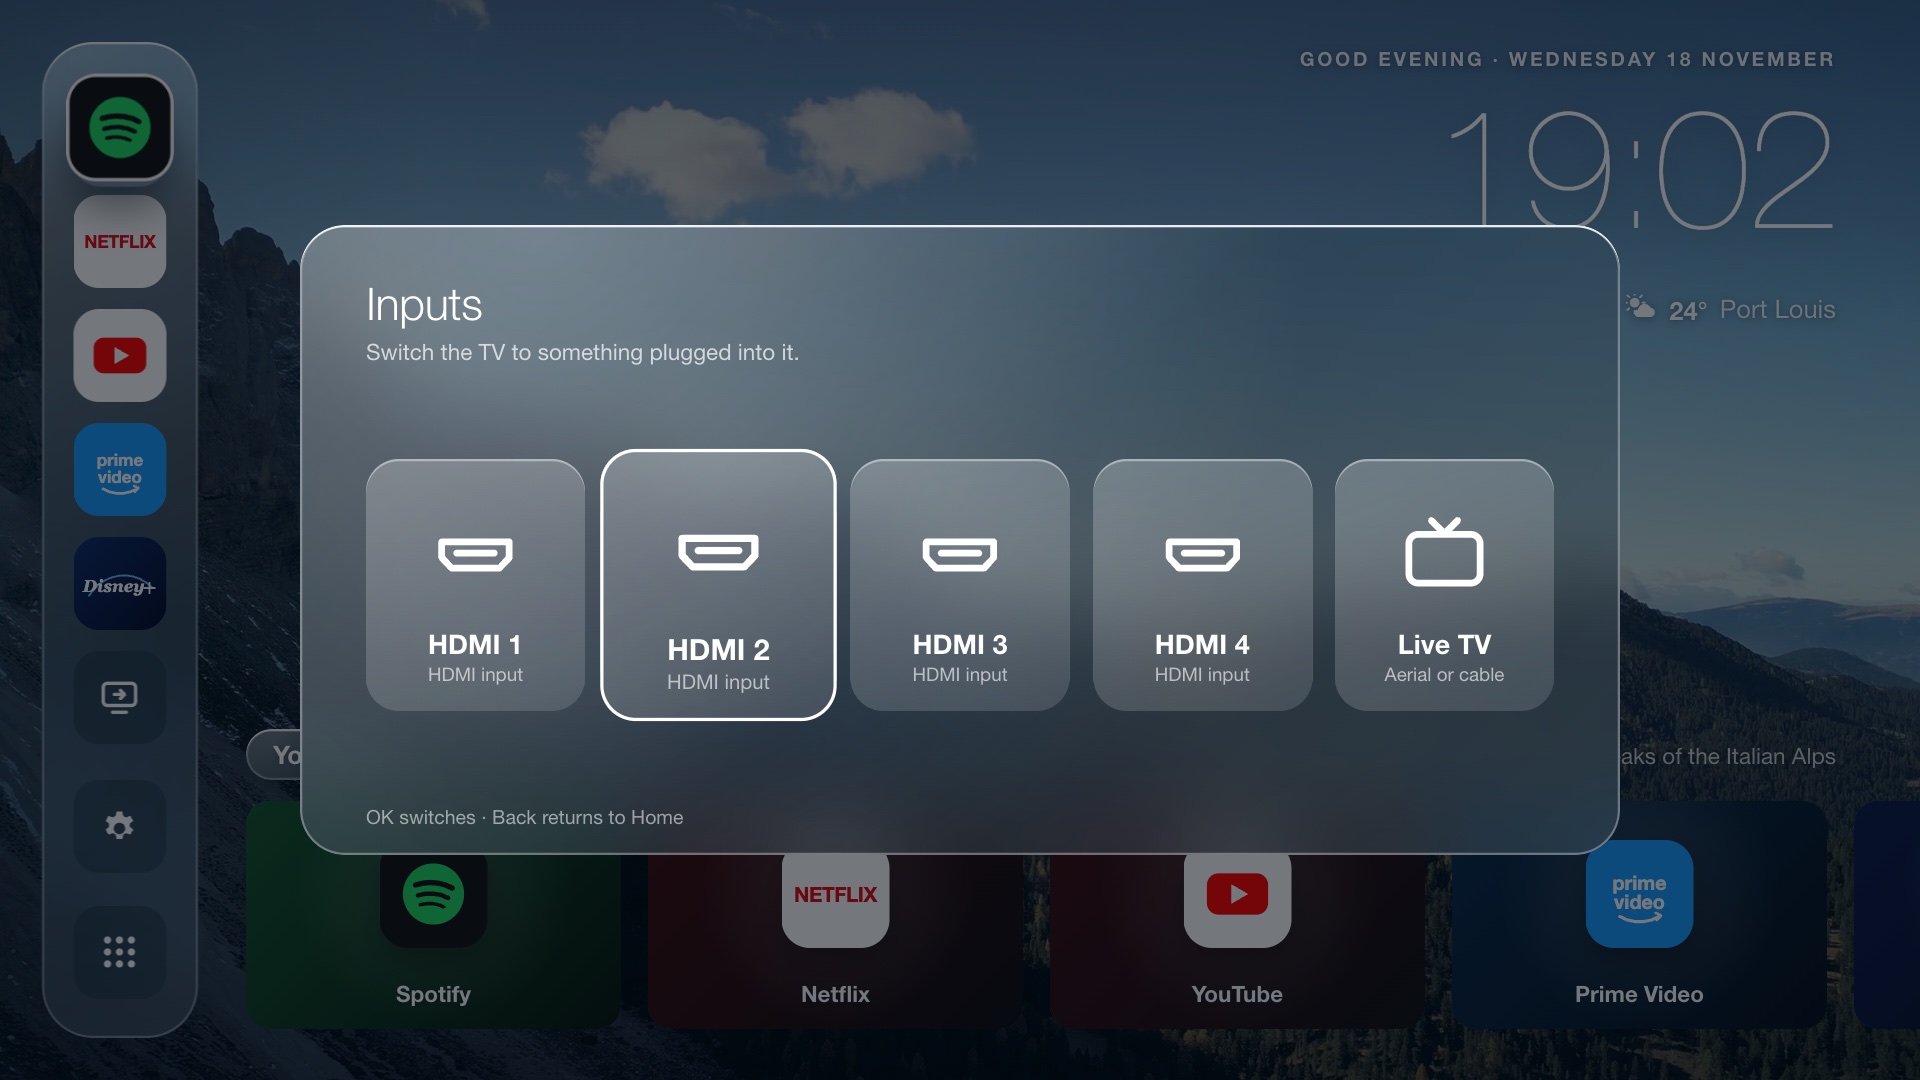 GOOD EVENING · WEDNESDAY 18 NOVEMBER
19:02
24° Port Louis
NETFLIX
prime
video
Disney+
Inputs
Switch the TV to something plugged into it.
HDMI 1
HDMI input
HDMI 2
HDMI input
HDMI 3
HDMI input
HDMI 4
HDMI input
Live TV
Aerial or cable
OK switches · Back returns to Home
Yo
aks of the Italian Alps
NETFLIX
prime
video
Spotify
Netflix
YouTube
Prime Video